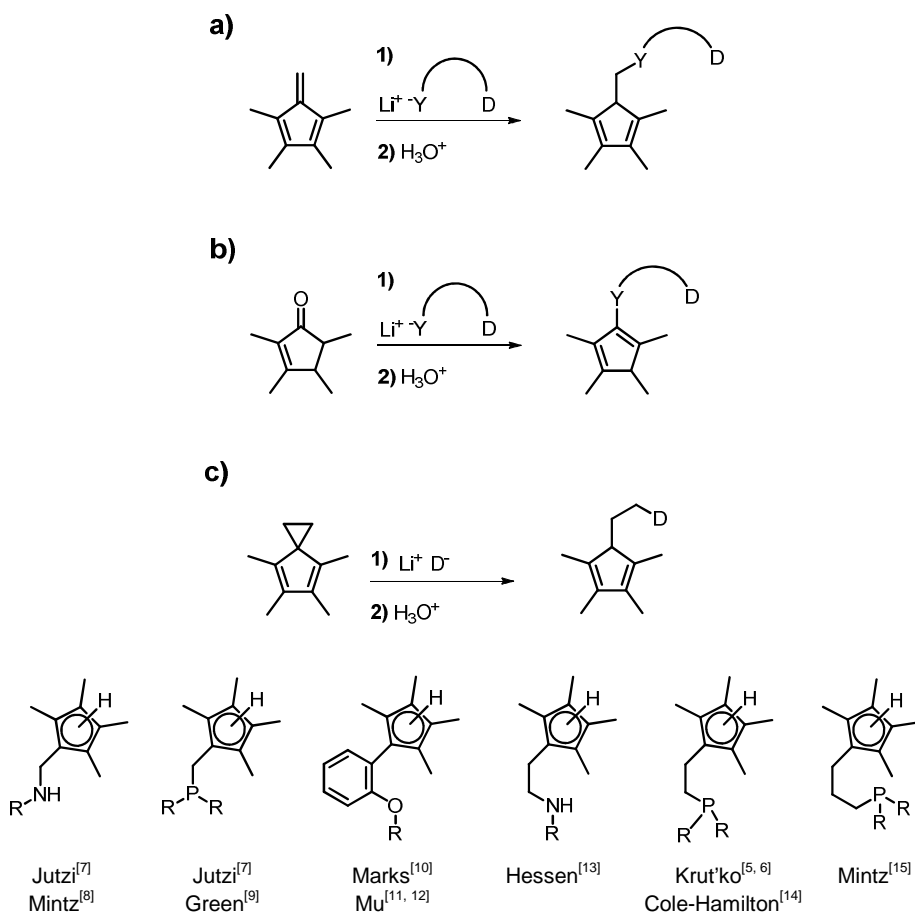 a)
1)
Li⁺ ⁻Y D
2) H₃O⁺
Y D
b)
O
1)
Li⁺ ⁻Y D
2) H₃O⁺
Y D
c)
1) Li⁺ D⁻
2) H₃O⁺
D
H H H H H H
R NH
R P R
O R
NH R
P R R
P R R
Jutzi[7] Jutzi[7] Marks[10] Hessen[13] Krut'ko[5, 6] Mintz[15]
Mintz[8] Green[9] Mu[11, 12] Cole-Hamilton[14]